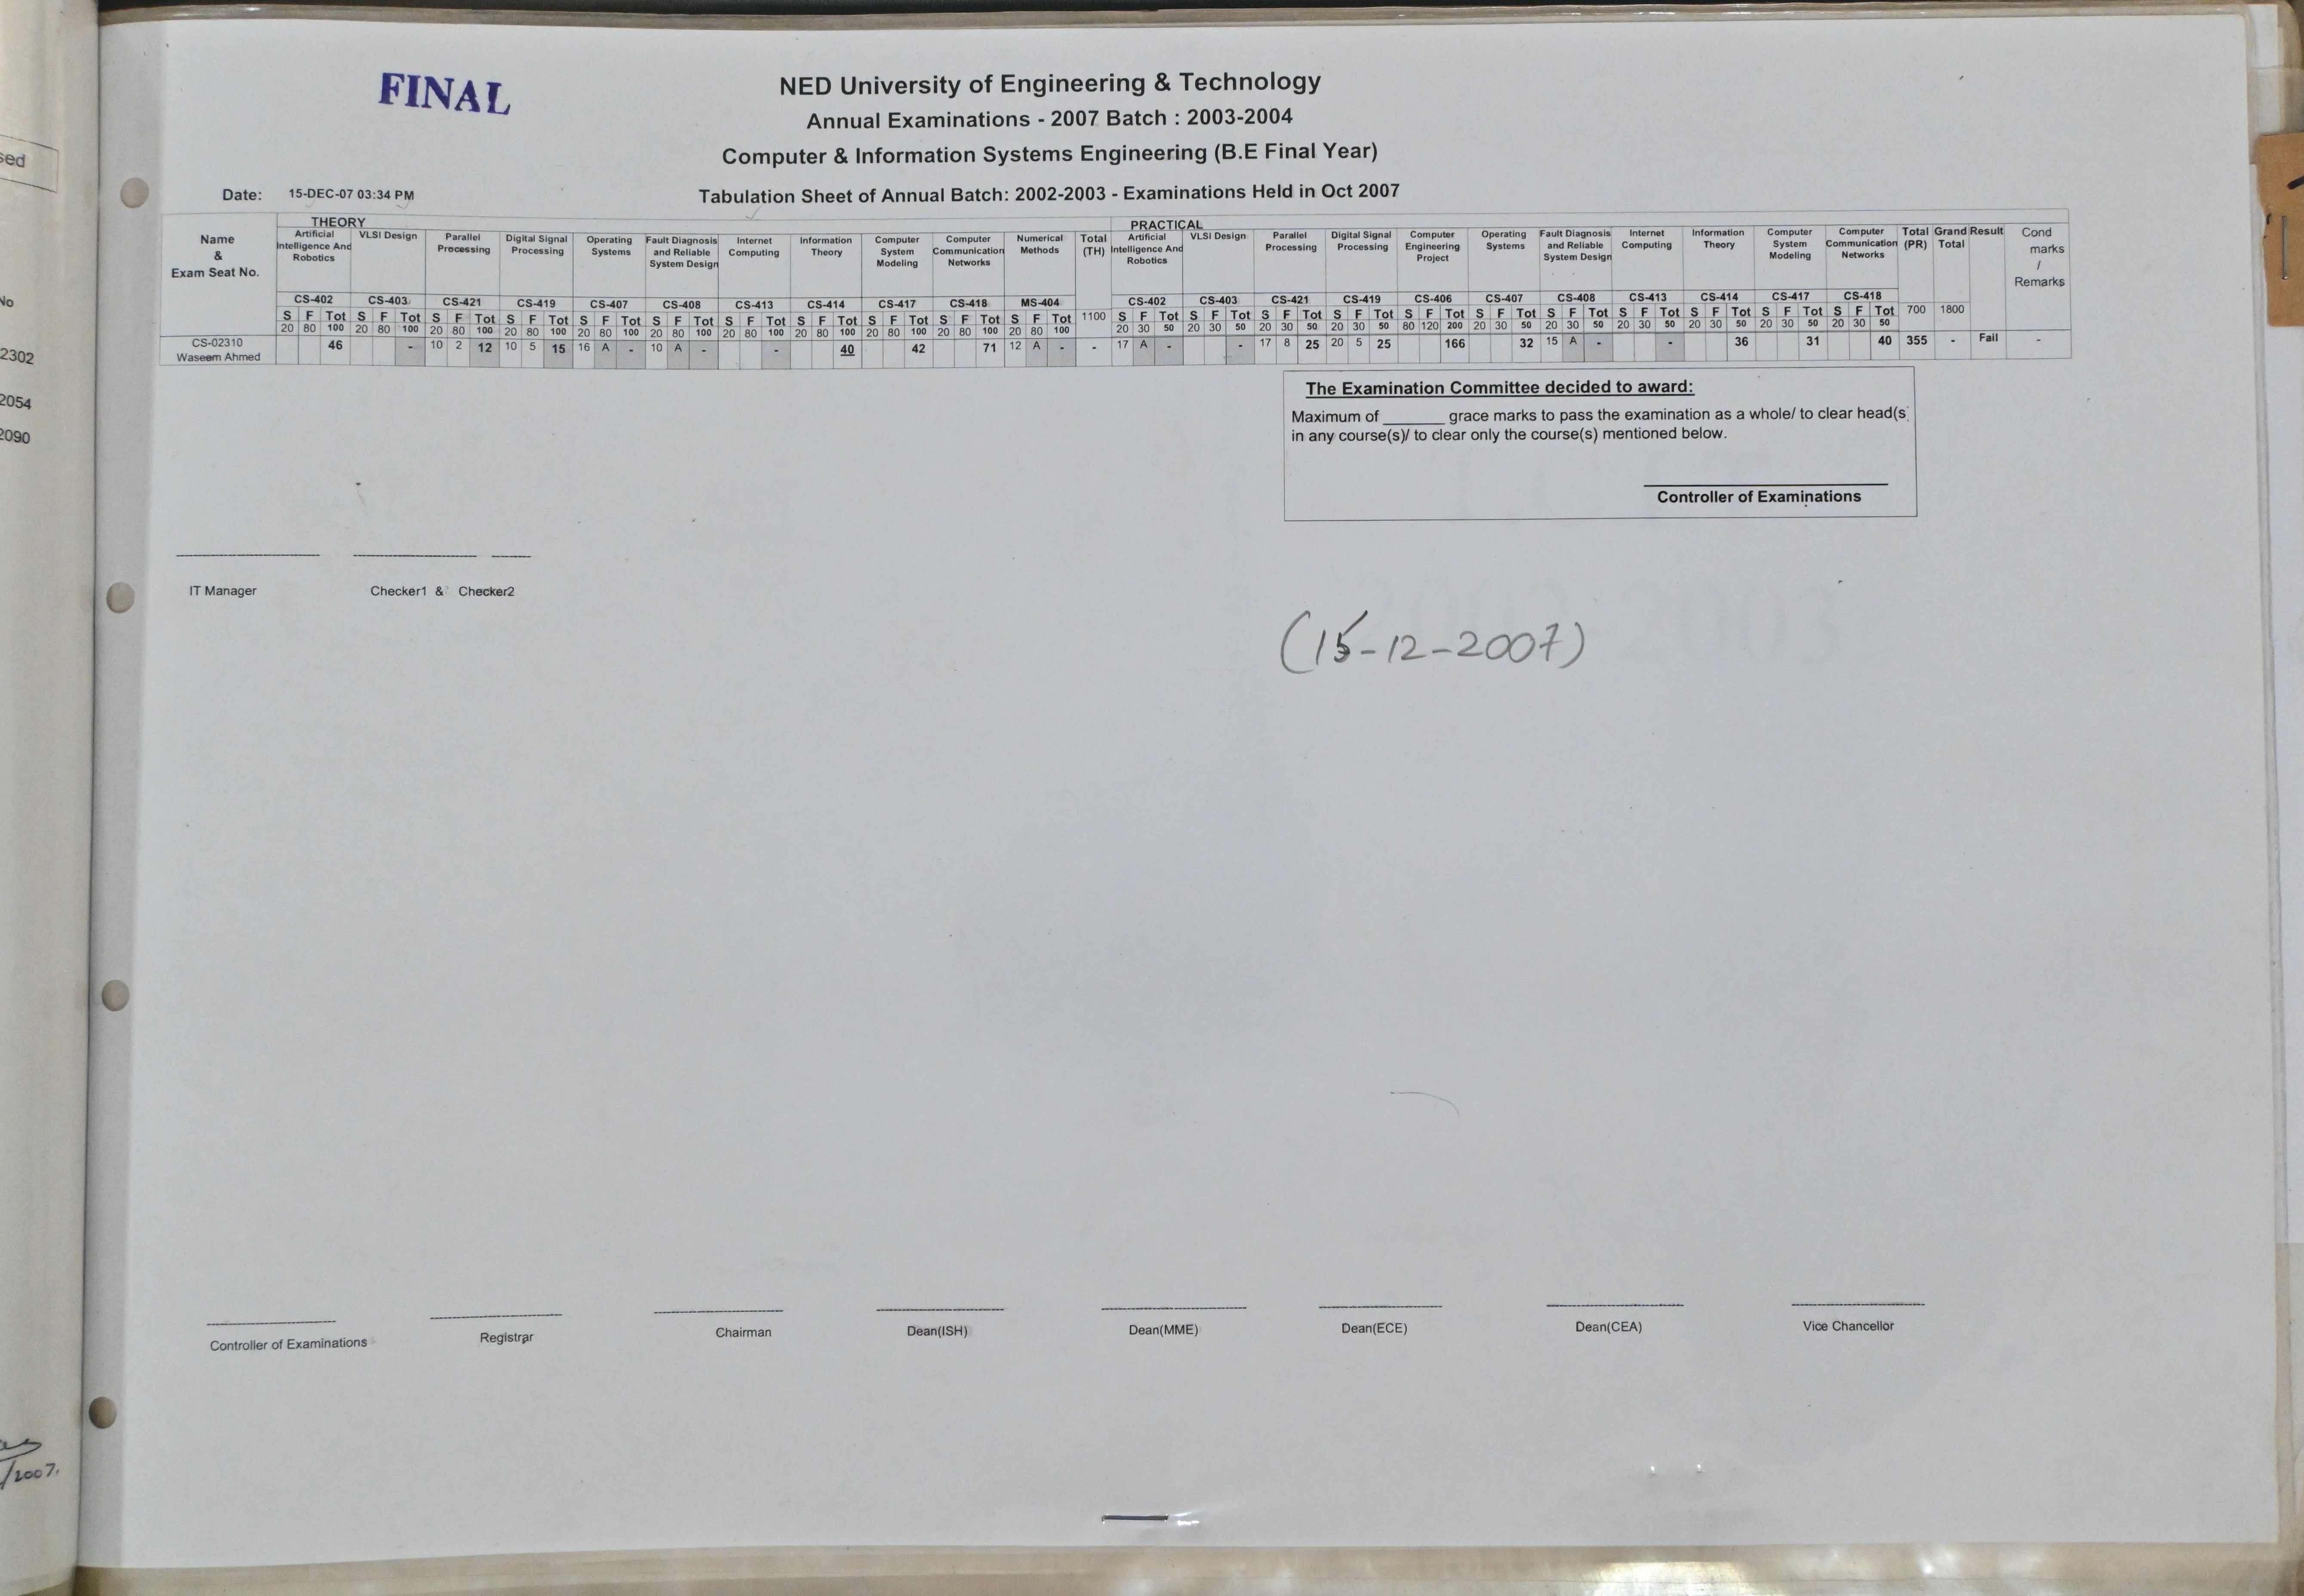 sed
No
2302
2054
2090
/2007.
FINAL
NED University of Engineering & Technology
Annual Examinations - 2007 Batch : 2003-2004
Computer & Information Systems Engineering (B.E Final Year)
Date: 15-DEC-07 03:34 PM
Tabulation Sheet of Annual Batch: 2002-2003 - Examinations Held in Oct 2007
THEORY PRACTICAL
Name & Exam Seat No. Artificial Intelligence And Robotics VLSI Design Parallel Processing Digital Signal Processing Operating Systems Fault Diagnosis and Reliable System Design Internet Computing Information Theory Computer System Modeling Computer Communication Networks Numerical Methods Total (TH) Artificial Intelligence And Robotics VLSI Design Parallel Processing Digital Signal Processing Computer Engineering Project Operating Systems Fault Diagnosis and Reliable System Design Internet Computing Information Theory Computer System Modeling Computer Communication Networks Total (PR) Grand Total Result Cond marks / Remarks
CS-402 CS-403 CS-421 CS-419 CS-407 CS-408 CS-413 CS-414 CS-417 CS-418 MS-404 CS-402 CS-403 CS-421 CS-419 CS-406 CS-407 CS-408 CS-413 CS-414 CS-417 CS-418
S F Tot S F Tot S F Tot S F Tot S F Tot S F Tot S F Tot S F Tot S F Tot S F Tot S F Tot 1100 S F Tot S F Tot S F Tot S F Tot S F Tot S F Tot S F Tot S F Tot S F Tot S F Tot S F Tot 700 1800
20 80 100 20 80 100 20 80 100 20 80 100 20 80 100 20 80 100 20 80 100 20 80 100 20 80 100 20 80 100 20 80 100 20 30 50 20 30 50 20 30 50 20 30 50 80 120 200 20 30 50 20 30 50 20 30 50 20 30 50 20 30 50 20 30 50
CS-02310 46 - 10 2 12 10 5 15 16 A - 10 A - - 40 42 71 12 A - - 17 A - - 17 8 25 20 5 25 166 32 15 A - - 36 31 40 355 - Fail -
Waseem Ahmed
The Examination Committee decided to award:
Maximum of ______ grace marks to pass the examination as a whole/ to clear head(s
in any course(s)/ to clear only the course(s) mentioned below.
Controller of Examinations
IT Manager Checker1 & Checker2
(15-12-2007)
Controller of Examinations Registrar Chairman Dean(ISH) Dean(MME) Dean(ECE) Dean(CEA) Vice Chancellor